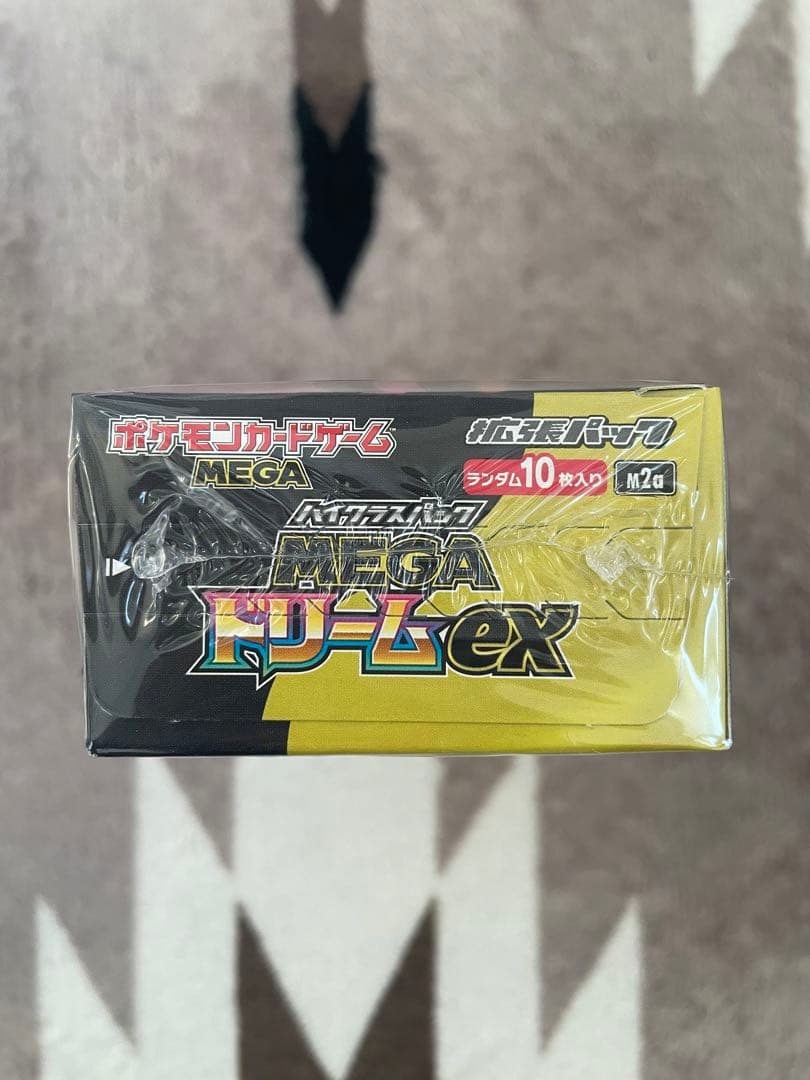 ポケモンカードゲーム
MEGA
拡張パック
ランダム10枚入り M2a
ハイクラスパック
MEGA
ドリームex